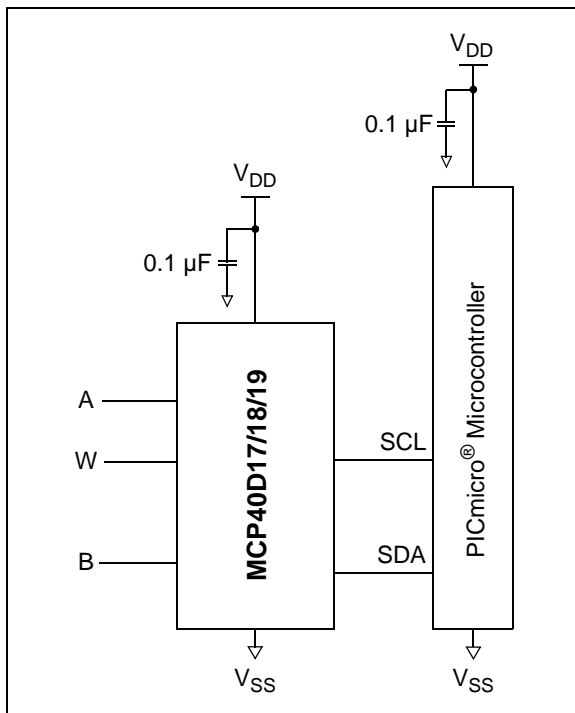 VDD
0.1 µF
VDD
0.1 µF
A
W
B
MCP40D17/18/19
SCL
SDA
PICmicro® Microcontroller
VSS
VSS